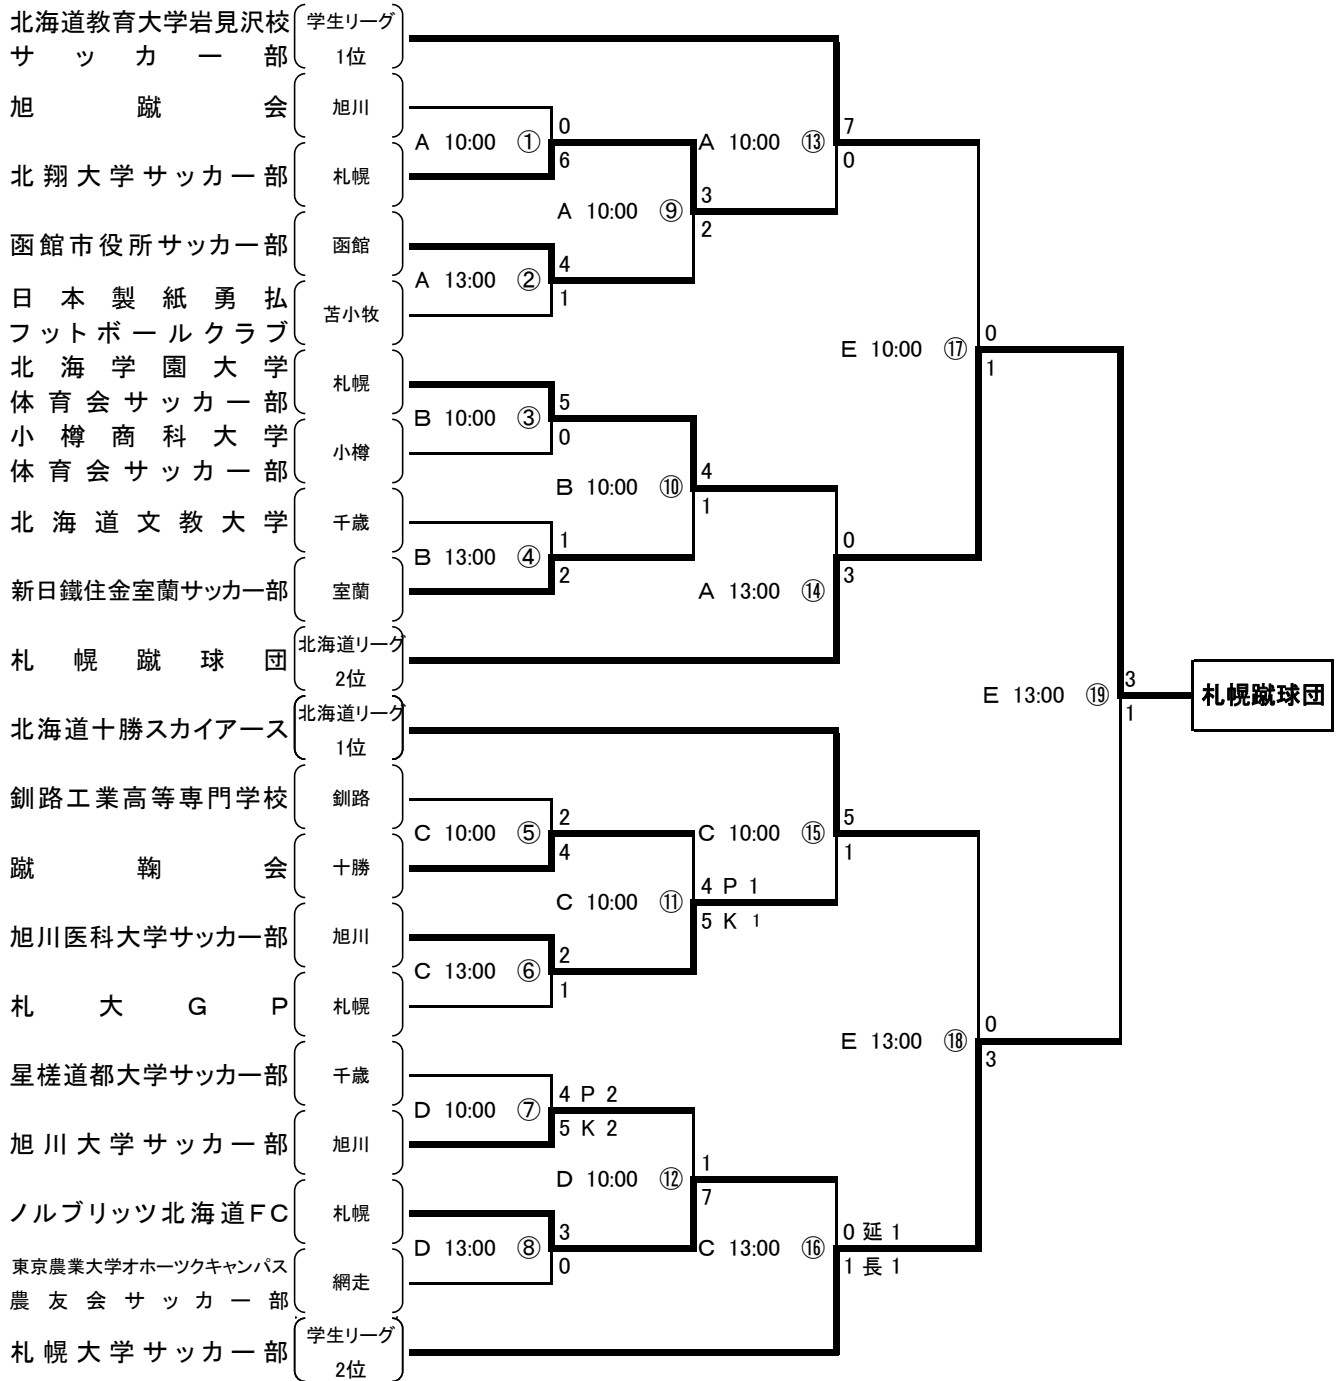 北海道教育大学岩見沢校
サッカー部
学生リーグ
1位
旭蹴会
旭川
A 10:00 ①
0
6
北翔大学サッカー部
札幌
A 10:00 ⑨
3
2
A 10:00 ⑬
7
0
函館市役所サッカー部
函館
A 13:00 ②
4
1
日本製紙勇払
フットボールクラブ
苫小牧
E 10:00 ⑰
0
1
北海学園大学
体育会サッカー部
札幌
B 10:00 ③
5
0
小樽商科大学
体育会サッカー部
小樽
B 10:00 ⑩
4
1
北海道文教大学
千歳
B 13:00 ④
1
2
新日鐵住金室蘭サッカー部
室蘭
A 13:00 ⑭
0
3
札幌蹴球団
北海道リーグ
2位
E 13:00 ⑲
3
1
札幌蹴球団
北海道十勝スカイアース
北海道リーグ
1位
釧路工業高等専門学校
釧路
C 10:00 ⑤
2
4
C 10:00 ⑮
5
1
蹴鞠会
十勝
C 10:00 ⑪
4 P 1
5 K 1
旭川医科大学サッカー部
旭川
C 13:00 ⑥
2
1
札大GP
札幌
E 13:00 ⑱
0
3
星槎道都大学サッカー部
千歳
D 10:00 ⑦
4 P 2
5 K 2
旭川大学サッカー部
旭川
D 10:00 ⑫
1
7
ノルブリッツ北海道FC
札幌
D 13:00 ⑧
3
0
C 13:00 ⑯
0 延 1
1 長 1
東京農業大学オホーツクキャンパス
農友会サッカー部
網走
札幌大学サッカー部
学生リーグ
2位